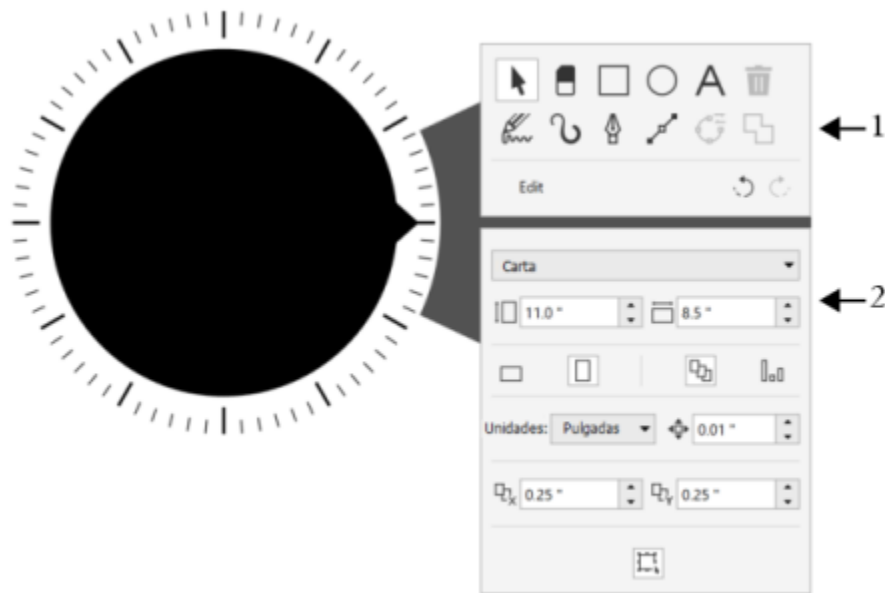 A
1
Edit
Carta
2
11.0 " 8.5 "
Unidades: Pulgadas 0.01 "
X 0.25 " Y 0.25 "